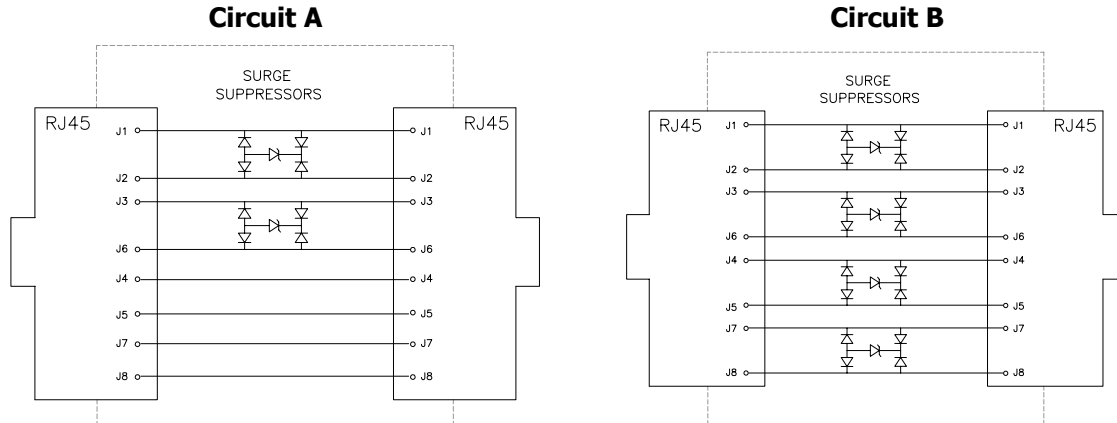 Circuit A
SURGE
SUPPRESSORS
RJ45
RJ45
J1
J1
J2
J2
J3
J3
J6
J6
J4
J4
J5
J5
J7
J7
J8
J8
Circuit B
SURGE
SUPPRESSORS
RJ45
RJ45
J1
J1
J2
J2
J3
J3
J6
J6
J4
J4
J5
J5
J7
J7
J8
J8